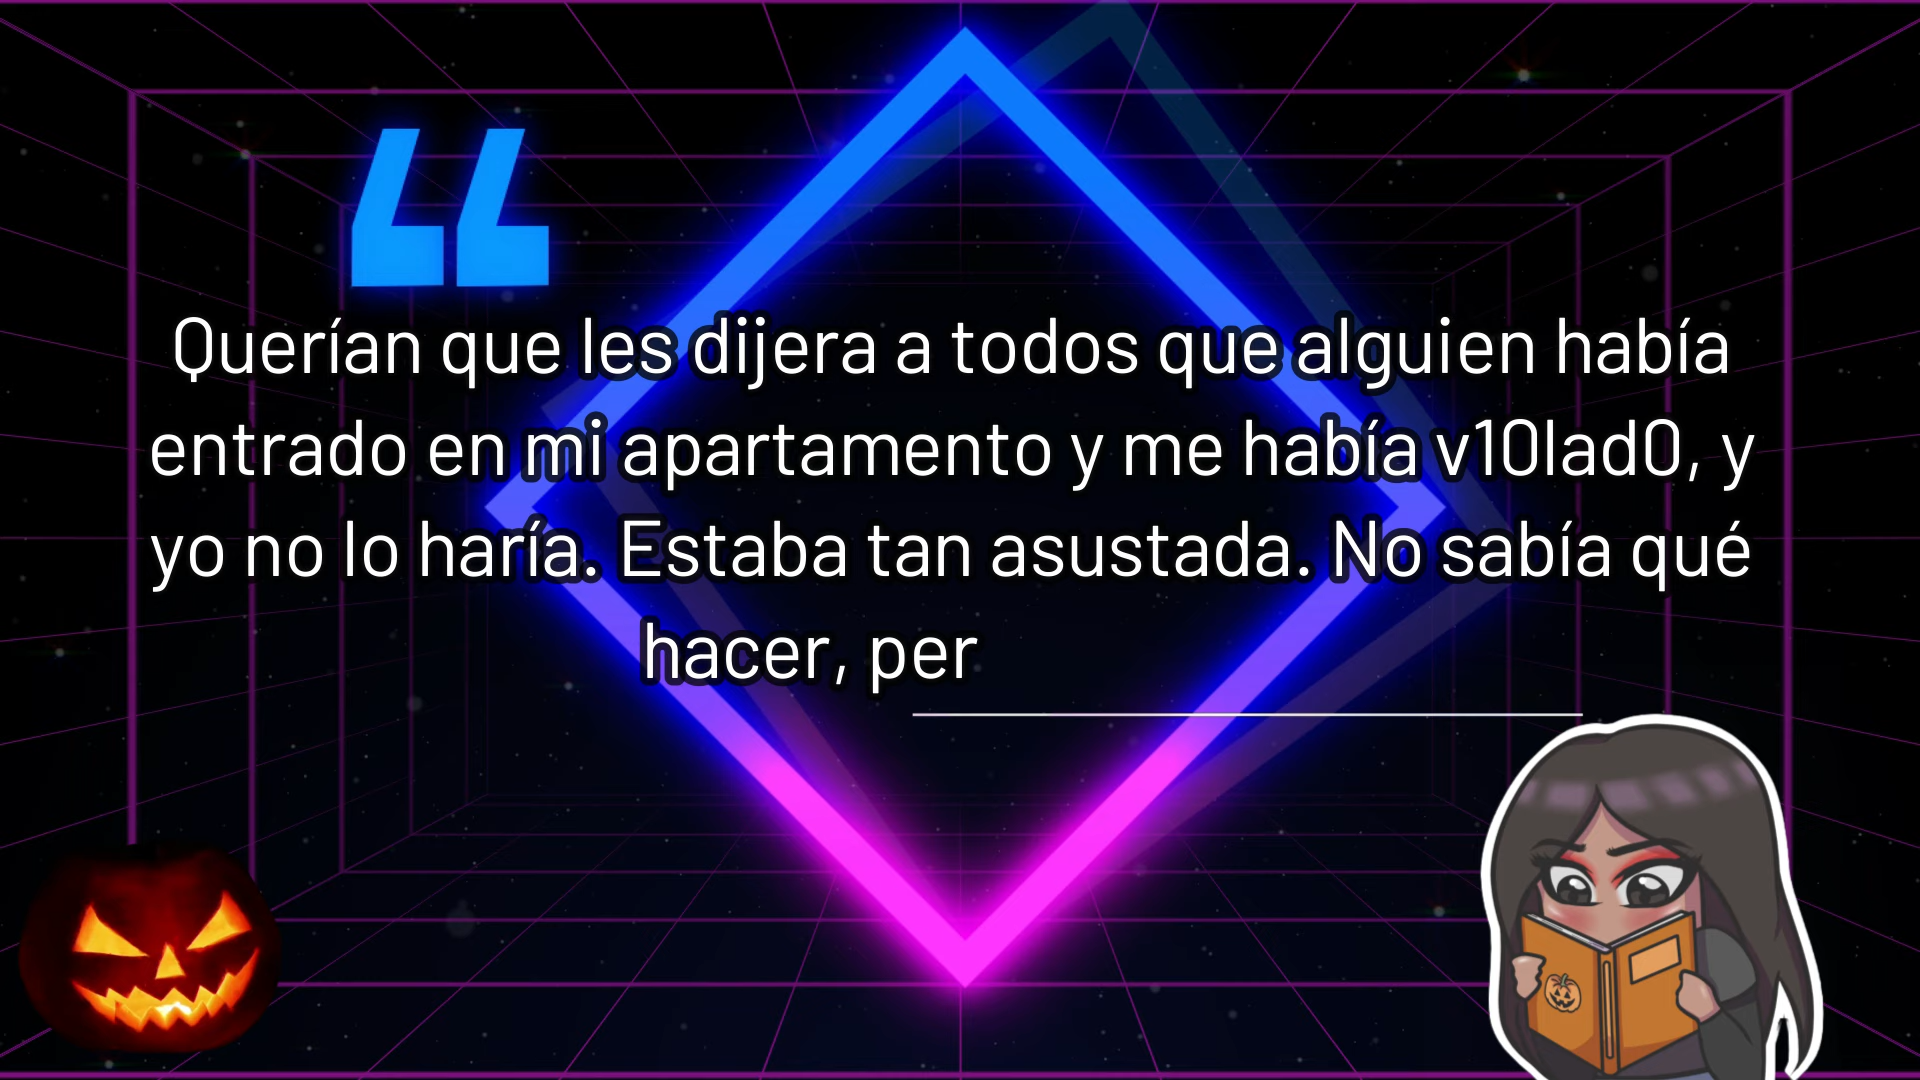 Querían que les dijera a todos que alguien había
entrado en mi apartamento y me había v10lad0, y
yo no lo haría. Estaba tan asustada. No sabía qué
hacer, per